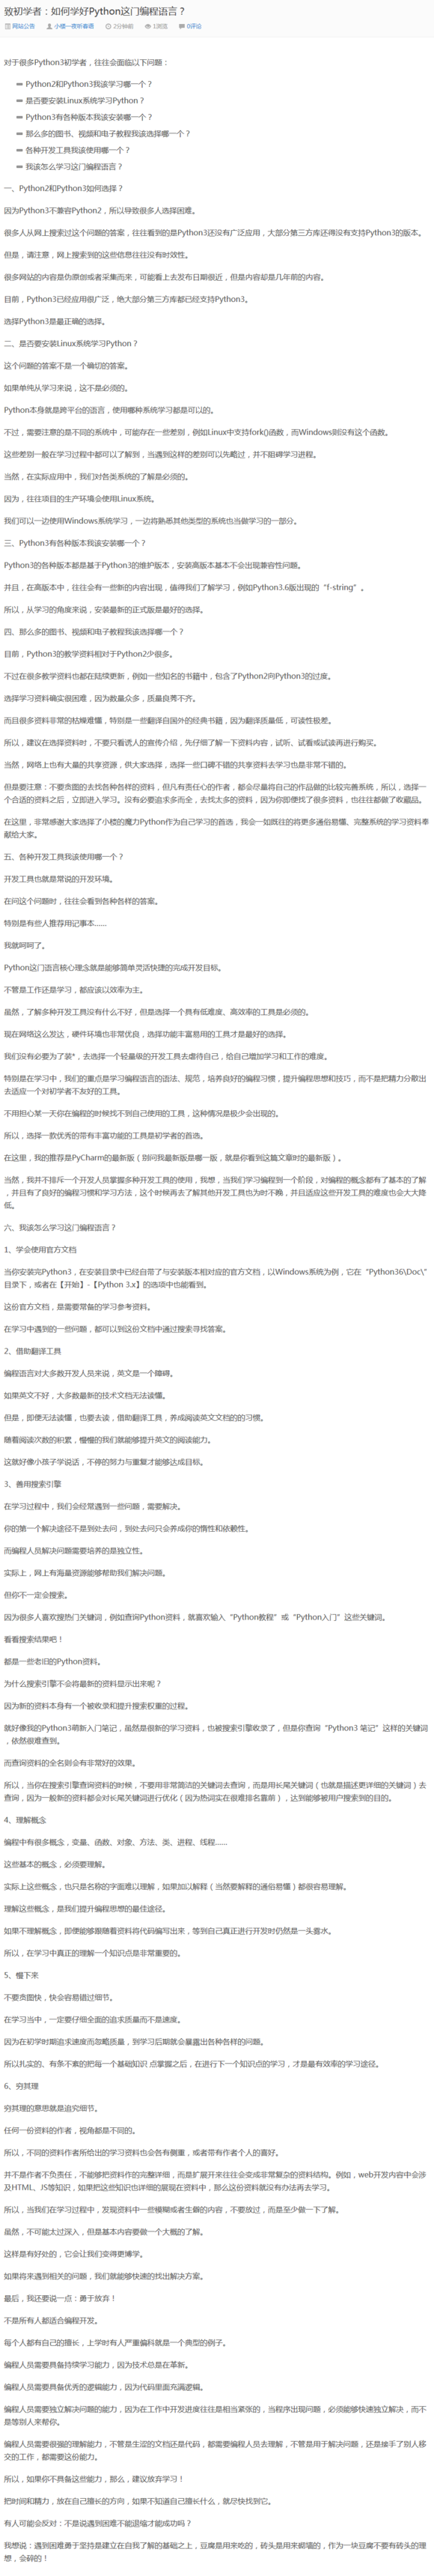 致初学者：如何学好Python这门编程语言？
网站公告 小楼一夜听春语 2分钟前 1浏览 0评论
对于很多Python3初学者，往往会面临以下问题：
Python2和Python3我该学习哪一个？
是否要安装Linux系统学习Python？
Python3有各种版本我该安装哪一个？
那么多的图书、视频和电子教程我该选择哪一个？
各种开发工具我该使用哪一个？
我该怎么学习这门编程语言？
一、Python2和Python3如何选择？
因为Python3不兼容Python2，所以导致很多人选择困难。
很多人从网上搜索过这个问题的答案，往往看到的是Python3还没有广泛应用，大部分第三方库还得没有支持Python3的版本。
但是，请注意，网上搜索到的这些信息往往没有时效性。
很多网站的内容是伪原创或者采集而来，可能看上去发布日期很近，但是内容却是几年前的内容。
目前，Python3已经应用很广泛，绝大部分第三方库都已经支持Python3。
选择Python3是最正确的选择。
二、是否要安装Linux系统学习Python？
这个问题的答案不是一个确切的答案。
如果单纯从学习来说，这不是必须的。
Python本身就是跨平台的语言，使用哪种系统学习都是可以的。
不过，需要注意的是不同的系统中，可能存在一些差别，例如Linux中支持fork()函数，而Windows则没有这个函数。
这些差别一般在学习过程中都可以了解到，当遇到这样的差别可以先略过，并不阻碍学习进程。
当然，在实际应用中，我们对各类系统的了解是必须的。
因为，往往项目的生产环境会使用Linux系统。
我们可以一边使用Windows系统学习，一边将熟悉其他类型的系统也当做学习的一部分。
三、Python3有各种版本我该安装哪一个？
Python3的各种版本都是基于Python3的维护版本，安装高版本基本不会出现兼容性问题。
并且，在高版本中，往往会有一些新的内容出现，值得我们了解学习，例如Python3.6版出现的“f-string”。
所以，从学习的角度来说，安装最新的正式版是最好的选择。
四、那么多的图书、视频和电子教程我该选择哪一个？
目前，Python3的教学资料相对于Python2少很多。
不过在很多教学资料也都在陆续更新，例如一些知名的书籍中，包含了Python2向Python3的过度。
选择学习资料确实很困难，因为数量众多，质量良莠不齐。
而且很多资料非常的枯燥难懂，特别是一些翻译自国外的经典书籍，因为翻译质量低，可读性极差。
所以，建议在选择资料时，不要只看诱人的宣传介绍，先仔细了解一下资料内容，试听、试看或试读再进行购买。
当然，网络上也有大量的共享资源，供大家选择，选择一些口碑不错的共享资料去学习也是非常不错的。
但是要注意：不要贪图的去找各种各样的资料，但凡有责任心的作者，都会尽量将自己的作品做的比较完善系统，所以，选择一
个合适的资料之后，立即进入学习。没有必要追求多而全，去找太多的资料，因为你即便找了很多资料，也往往都做了收藏品。
在这里，非常感谢大家选择了小楼的魔力Python作为自己学习的首选，我会一如既往的将更多通俗易懂、完整系统的学习资料奉
献给大家。
五、各种开发工具我该使用哪一个？
开发工具也就是常说的开发环境。
在问这个问题时，往往会看到各种各样的答案。
特别是有些人推荐用记事本……
我就呵呵了。
Python这门语言核心理念就是能够简单灵活快捷的完成开发目标。
不管是工作还是学习，都应该以效率为主。
虽然，了解多种开发工具没有什么不好，但是选择一个具有低难度、高效率的工具是必须的。
现在网络这么发达，硬件环境也非常优良，选择功能丰富易用的工具才是最好的选择。
我们没有必要为了装*，去选择一个轻量级的开发工具去虐待自己，给自己增加学习和工作的难度。
特别是在学习中，我们的重点是学习编程语言的语法、规范，培养良好的编程习惯，提升编程思想和技巧，而不是把精力分散出
去适应一个对初学者不友好的工具。
不用担心某一天你在编程的时候找不到自己使用的工具，这种情况是极少会出现的。
所以，选择一款优秀的带有丰富功能的工具是初学者的首选。
在这里，我的推荐是PyCharm的最新版（别问我最新版是哪一版，就是你看到这篇文章时的最新版）。
当然，我并不排斥一个开发人员掌握多种开发工具的使用，我想，当我们学习编程到一个阶段，对编程的概念都有了基本的了解
，并且有了良好的编程习惯和学习方法，这个时候再去了解其他开发工具也为时不晚，并且适应这些开发工具的难度也会大大降
低。
六、我该怎么学习这门编程语言？
1、学会使用官方文档
当你安装完Python3，在安装目录中已经自带了与安装版本相对应的官方文档，以Windows系统为例，它在“Python36\Doc\”
目录下，或者在【开始】-【Python 3.x】的选项中也能看到。
这份官方文档，是需要常备的学习参考资料。
在学习中遇到的一些问题，都可以到这份文档中通过搜索寻找答案。
2、借助翻译工具
编程语言对大多数开发人员来说，英文是一个障碍。
如果英文不好，大多数最新的技术文档无法读懂。
但是，即便无法读懂，也要去读，借助翻译工具，养成阅读英文文档的的习惯。
随着阅读次数的积累，慢慢的我们就能够提升英文的阅读能力。
这就好像小孩子学说话，不停的努力与重复才能够达成目标。
3、善用搜索引擎
在学习过程中，我们会经常遇到一些问题，需要解决。
你的第一个解决途径不是到处去问，到处去问只会养成你的惰性和依赖性。
而编程人员解决问题需要培养的是独立性。
实际上，网上有海量资源能够帮助我们解决问题。
但你不一定会搜索。
因为很多人喜欢搜热门关键词，例如查询Python资料，就喜欢输入“Python教程”或“Python入门”这些关键词。
看看搜索结果吧！
都是一些老旧的Python资料。
为什么搜索引擎不会将最新的资料显示出来呢？
因为新的资料本身有一个被收录和提升搜索权重的过程。
就好像我的Python3萌新入门笔记，虽然是很新的学习资料，也被搜索引擎收录了，但是你查询“Python3 笔记”这样的关键词
，依然很难查到。
而查询资料的全名则会有非常好的效果。
所以，当你在搜索引擎查询资料的时候，不要用非常简洁的关键词去查询，而是用长尾关键词（也就是描述更详细的关键词）去
查询，因为一般新的资料都会对长尾关键词进行优化（因为热词实在很难排名靠前），达到能够被用户搜索到的目的。
4、理解概念
编程中有很多概念，变量、函数、对象、方法、类、进程、线程……
这些基本的概念，必须要理解。
实际上这些概念，也只是名称的字面难以理解，如果加以解释（当然要解释的通俗易懂）都很容易理解。
理解这些概念，是我们提升编程思想的最佳途径。
如果不理解概念，即便能够跟随着资料将代码编写出来，等到自己真正进行开发时仍然是一头雾水。
所以，在学习中真正的理解一个知识点是非常重要的。
5、慢下来
不要贪图快，快会容易错过细节。
在学习当中，一定要仔细全面的追求质量而不是速度。
因为在初学时期追求速度而忽略质量，到学习后期就会暴露出各种各样的问题。
所以扎实的、有条不紊的把每一个基础知识 点掌握之后，在进行下一个知识点的学习，才是最有效率的学习途径。
6、穷其理
穷其理的意思就是追究细节。
任何一份资料的作者，视角都是不同的。
所以，不同的资料作者所给出的学习资料也会各有侧重，或者带有作者个人的喜好。
并不是作者不负责任，不能够把资料作的完整详细，而是扩展开来往往会变成非常复杂的资料结构。例如，web开发内容中会涉
及HTML、JS等知识，如果把这些知识也详细的展现在资料中，那么这份资料就没有办法再去学习。
所以，当我们在学习过程中，发现资料中一些模糊或者生僻的内容，不要放过，而是至少做一下了解。
虽然，不可能太过深入，但是基本内容要做一个大概的了解。
这样是有好处的，它会让我们变得更博学。
如果将来遇到相关的问题，我们就能够快速的找出解决方案。
最后，我还要说一点：勇于放弃！
不是所有人都适合编程开发。
每个人都有自己的擅长，上学时有人严重偏科就是一个典型的例子。
编程人员需要具备持续学习能力，因为技术总是在革新。
编程人员需要具备优秀的逻辑能力，因为代码里面充满逻辑。
编程人员需要独立解决问题的能力，因为在工作中开发进度往往是相当紧张的，当程序出现问题，必须能够快速独立解决，而不
是等别人来帮你。
编程人员需要很强的理解能力，不管是生涩的文档还是代码，都需要编程人员去理解，不管是用于解决问题，还是接手了别人移
交的工作，都需要这份能力。
所以，如果你不具备这些能力，那么，建议放弃学习！
把时间和精力，放在自己擅长的方向，如果不知道自己擅长什么，就尽快找到它。
有人可能会反对：不是说遇到困难不能退缩才能成功吗？
我想说：遇到困难勇于坚持是建立在自我了解的基础之上，豆腐是用来吃的，砖头是用来砌墙的，作为一块豆腐不要有砖头的理
想，会碎的！